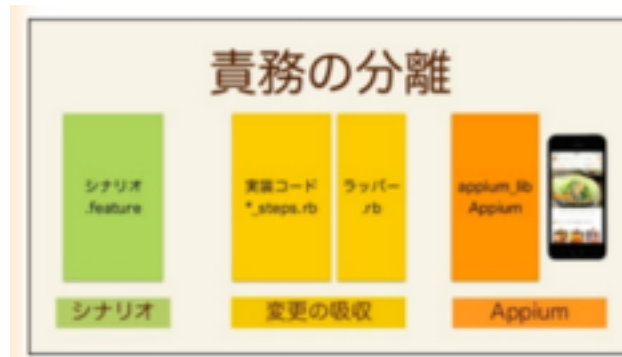 責務の分離
シナリオ
.feature
実装コード
*_steps.rb
ラッパー
.rb
appium_lib
Appium
シナリオ
変更の吸収
Appium